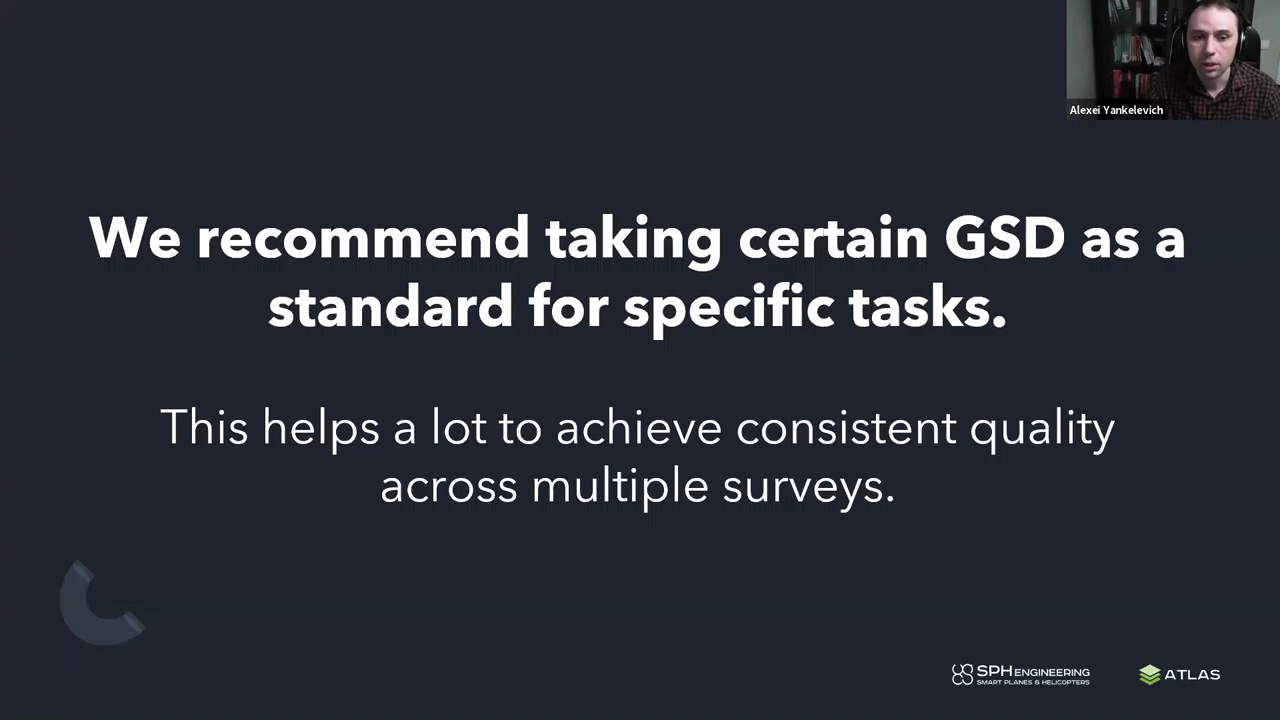 Alexei Yankelevich
We recommend taking certain GSD as a
standard for specific tasks.
This helps a lot to achieve consistent quality
across multiple surveys.
SPH ENGINEERING
SMART PLANES & HELICOPTERS
ATLAS